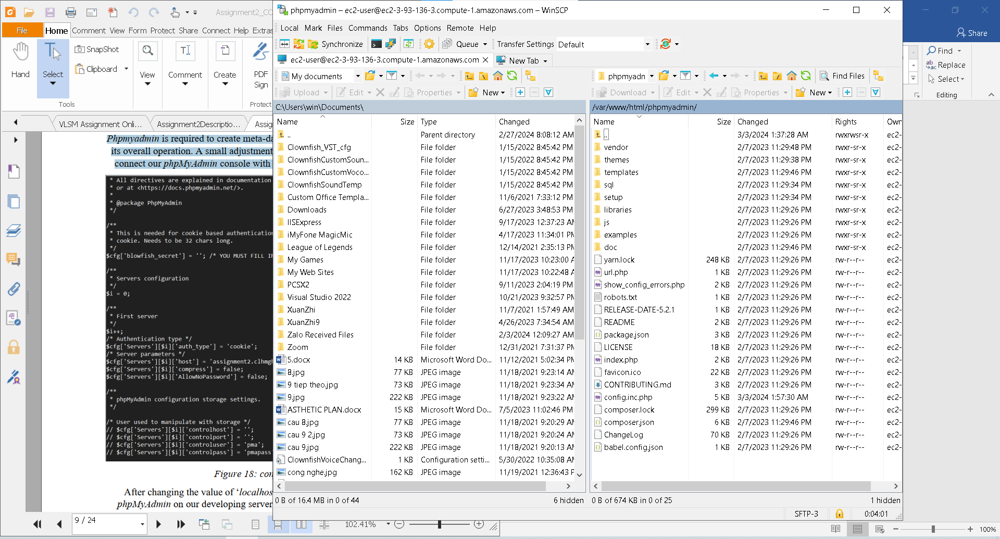 Assignment2_CO
File
Home
Comment
View
Form
Protect
Share
Connect
Help
Extras
Hand
Select
SnapShot
Clipboard
View
Comment
Create
PDF
Sign
Tools
Protect
VLSM Assignment Onli...
Assignment2Descriptio...
Assig
Phpmyadmin is required to create meta-da
its overall operation. A small adjustment
connect our phpMyAdmin console with
* All directives are explained in documentation
* or at <https://docs.phpmyadmin.net/>.
*
* @package PhpMyAdmin
*/
/**
* This is needed for cookie based authentication
* cookie. Needs to be 32 chars long.
*/
$cfg['blowfish_secret'] = ''; /* YOU MUST FILL IN
/**
* Servers configuration
*/
$i = 0;
/**
* First server
*/
$i++;
/* Authentication type */
$cfg['Servers'][$i]['auth_type'] = 'cookie';
/* Server parameters */
$cfg['Servers'][$i]['host'] = 'assignment2.clhmgh
$cfg['Servers'][$i]['compress'] = false;
$cfg['Servers'][$i]['AllowNoPassword'] = false;
/**
* phpMyAdmin configuration storage settings.
*/
/* User used to manipulate with storage */
// $cfg['Servers'][$i]['controlhost'] = '';
// $cfg['Servers'][$i]['controlport'] = '';
// $cfg['Servers'][$i]['controluser'] = 'pma';
// $cfg['Servers'][$i]['controlpass'] = 'pmapass
Figure 18: con
After changing the value of 'localhos
phpMyAdmin on our developing server
9 / 24
102.41%
phpmyadmin – ec2-user@ec2-3-93-136-3.compute-1.amazonaws.com – WinSCP
Local Mark Files Commands Tabs Options Remote Help
Synchronize
Queue
Transfer Settings Default
ec2-user@ec2-3-93-136-3.compute-1.amazonaws.com
New Tab
My documents
Upload
Edit
Properties
New
C:\Users\win\Documents\
Name Size Type Changed
.. Parent directory 2/27/2024 8:08:12 AM
Clownfish_VST_cfg File folder 1/15/2022 8:45:42 PM
ClownfishCustomSoun... File folder 1/15/2022 8:45:42 PM
ClownfishCustomVoco... File folder 1/15/2022 8:45:42 PM
ClownfishSoundTemp File folder 1/15/2022 8:45:42 PM
Custom Office Templa... File folder 11/6/2021 7:33:12 PM
Downloads File folder 6/27/2023 3:48:53 PM
IISExpress File folder 9/17/2023 12:37:23 A
iMyFone MagicMic File folder 4/17/2023 11:34:01 P
League of Legends File folder 12/14/2021 2:35:13 P
My Games File folder 11/17/2023 10:23:00 A
My Web Sites File folder 11/17/2023 10:22:48 A
PCSX2 File folder 9/11/2023 2:04:19 PM
Visual Studio 2022 File folder 10/21/2023 9:32:57 P
XuanZhi File folder 11/7/2021 1:57:49 AM
XuanZhi9 File folder 4/26/2023 7:34:54 AM
Zalo Received Files File folder 2/3/2024 12:09:27 AM
Zoom File folder 12/31/2021 7:31:37 P
5.docx 14 KB Microsoft Word Do... 11/12/2021 5:02:34 P
8.jpg 77 KB JPEG image 11/18/2021 9:23:14 A
9 tiep theo.jpg 73 KB JPEG image 11/18/2021 9:23:34 A
9.jpg 222 KB JPEG image 11/18/2021 9:23:22 A
ASTHETIC PLAN.docx 15 KB Microsoft Word Do... 7/5/2023 11:02:46 PM
cau 8.jpg 77 KB JPEG image 11/18/2021 9:20:29 A
cau 9 2.jpg 73 KB JPEG image 11/18/2021 9:20:24 A
cau 9.jpg 222 KB JPEG image 11/18/2021 9:20:13 A
ClownfishVoiceChang... 1 KB Configuration setti... 5/30/2022 10:35:08 A
cong nghe.jpg 162 KB JPEG image 11/19/2021 12:36:43 P
0 B of 16.4 MB in 0 of 44
6 hidden
phpmyadn
Find Files
Download
Edit
Properties
New
/var/www/html/phpmyadmin/
Name Size Changed Rights Own
.. 3/3/2024 1:37:28 AM rwxrwsr-x ec2-
vendor 2/7/2023 11:29:48 PM rwxr-sr-x ec2-
themes 2/7/2023 11:29:38 PM rwxr-sr-x ec2-
templates 2/7/2023 11:29:46 PM rwxr-sr-x ec2-
sql 2/7/2023 11:29:34 PM rwxr-sr-x ec2-
setup 2/7/2023 11:29:34 PM rwxr-sr-x ec2-
libraries 2/7/2023 11:29:26 PM rwxr-sr-x ec2-
js 2/7/2023 11:29:26 PM rwxr-sr-x ec2-
examples 2/7/2023 11:29:26 PM rwxr-sr-x ec2-
doc 2/7/2023 11:29:26 PM rwxr-sr-x ec2-
yarn.lock 248 KB 2/7/2023 11:29:26 PM rw-r--r-- ec2-
url.php 1 KB 2/7/2023 11:29:26 PM rw-r--r-- ec2-
show_config_errors.php 2 KB 2/7/2023 11:29:26 PM rw-r--r-- ec2-
robots.txt 1 KB 2/7/2023 11:29:26 PM rw-r--r-- ec2-
RELEASE-DATE-5.2.1 1 KB 2/7/2023 11:29:26 PM rw-r--r-- ec2-
README 2 KB 2/7/2023 11:29:26 PM rw-r--r-- ec2-
package.json 3 KB 2/7/2023 11:29:26 PM rw-r--r-- ec2-
LICENSE 18 KB 2/7/2023 11:29:26 PM rw-r--r-- ec2-
index.php 2 KB 2/7/2023 11:29:26 PM rw-r--r-- ec2-
favicon.ico 22 KB 2/7/2023 11:29:26 PM rw-r--r-- ec2-
CONTRIBUTING.md 3 KB 2/7/2023 11:29:26 PM rw-r--r-- ec2-
config.inc.php 5 KB 3/3/2024 1:57:30 AM rw-r--r-- ec2-
composer.lock 299 KB 2/7/2023 11:29:26 PM rw-r--r-- ec2-
composer.json 6 KB 2/7/2023 11:29:26 PM rw-r--r-- ec2-
ChangeLog 70 KB 2/7/2023 11:29:26 PM rw-r--r-- ec2-
babel.config.json 1 KB 2/7/2023 11:29:26 PM rw-r--r-- ec2-
0 B of 674 KB in 0 of 25
1 hidden
SFTP-3
0:04:01
Share
Find
Replace
Select
Editing
100%